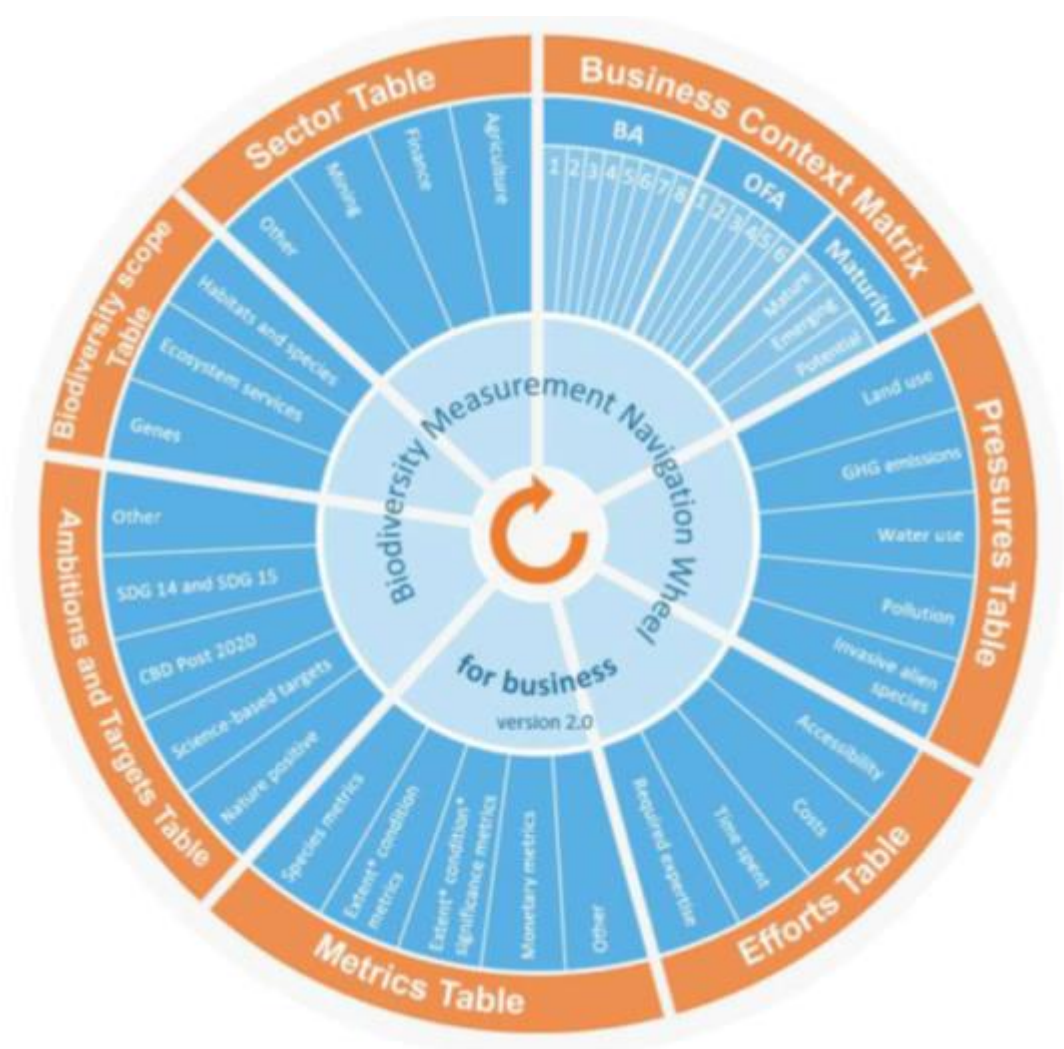 Biodiversity Measurement Navigation Wheel
for business
version 2.0
Business Context Matrix
BA
1 2 3 4 5 6 7 8
OFA
1 2 3 4 5 6
Maturity
Mature
Emerging
Potential
Pressures Table
Land use
GHG emissions
Water use
Pollution
Invasive alien
species
Efforts Table
Accessibility
Costs
Time spent
Required expertise
Metrics Table
Other
Monetary metrics
Extent* condition*
significance metrics
Extent* condition
metrics
Species metrics
Ambitions and Targets Table
Nature positive
Science-based targets
CBD Post 2020
SDG 14 and SDG 15
Other
Biodiversity scope
Table
Genes
Ecosystem services
Habitats and species
Sector Table
Other
Mining
Finance
Agriculture